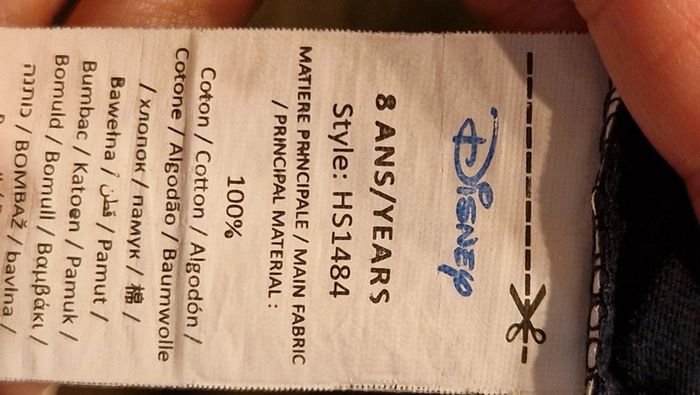 Disney
8 ANS/YEARS
Style: HS1484
MATIERE PRINCIPALE / MAIN FABRIC
/ PRINCIPAL MATERIAL :
100%
Coton / Cotton / Algodón /
Cotone / Algodão / Baumwolle
/ хлопок / памук / 棉 /
Bawełna / قطن / Pamut /
Bumbac / Katoen / Pamuk /
Bomuld / Bomull / Βαμβάκι /
כותנה / BOMBAŽ / bavlna /